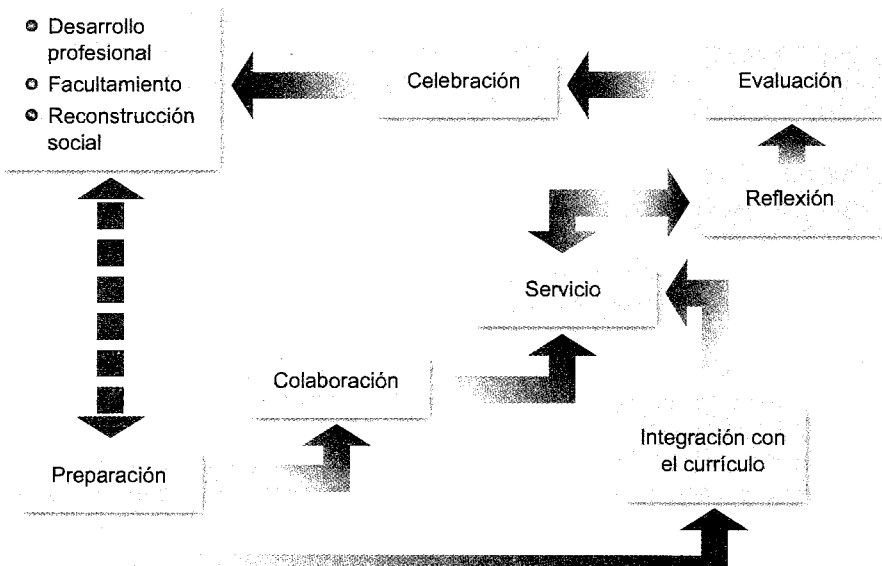 Desarrollo
profesional
Facultamiento
Reconstrucción
social
Celebración
Evaluación
Reflexión
Servicio
Colaboración
Integración con
el currículo
Preparación